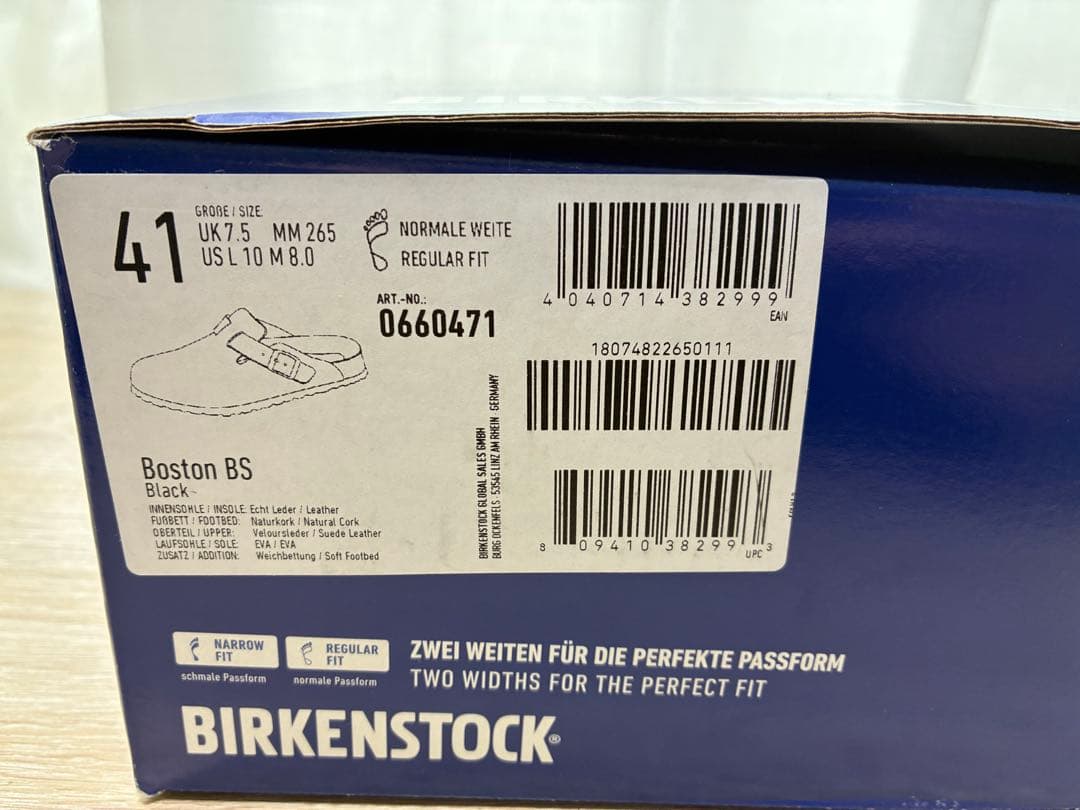 41
GRÖßE / SIZE:
UK 7.5 MM 265
US L 10 M 8.0
NORMALE WEITE
REGULAR FIT
ART.-NO.:
0660471
4 040714 382999
EAN
18074822650111
Boston BS
Black
INNENSOHLE / INSOLE: Echt Leder / Leather
FUßBETT / FOOTBED: Naturkork / Natural Cork
OBERTEIL / UPPER: Veloursleder / Suede Leather
LAUFSOHLE / SOLE: EVA / EVA
ZUSATZ / ADDITION: Weichbettung / Soft Footbed
BIRKENSTOCK GLOBAL SALES GMBH
BURG OCKENFELS · 53545 LINZ AM RHEIN · GERMANY
8 09410 38299 3
UPC
NARROW
FIT
schmale Passform
REGULAR
FIT
normale Passform
ZWEI WEITEN FÜR DIE PERFEKTE PASSFORM
TWO WIDTHS FOR THE PERFECT FIT
BIRKENSTOCK®